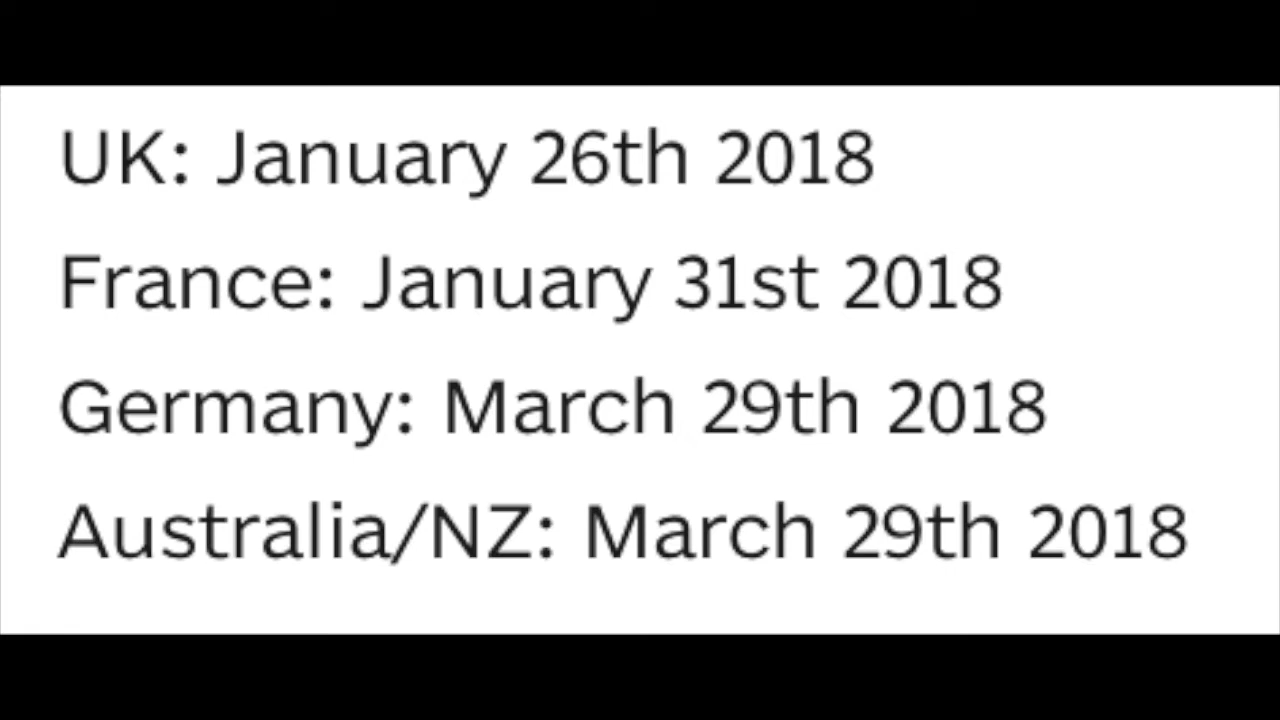 UK: January 26th 2018
France: January 31st 2018
Germany: March 29th 2018
Australia/NZ: March 29th 2018